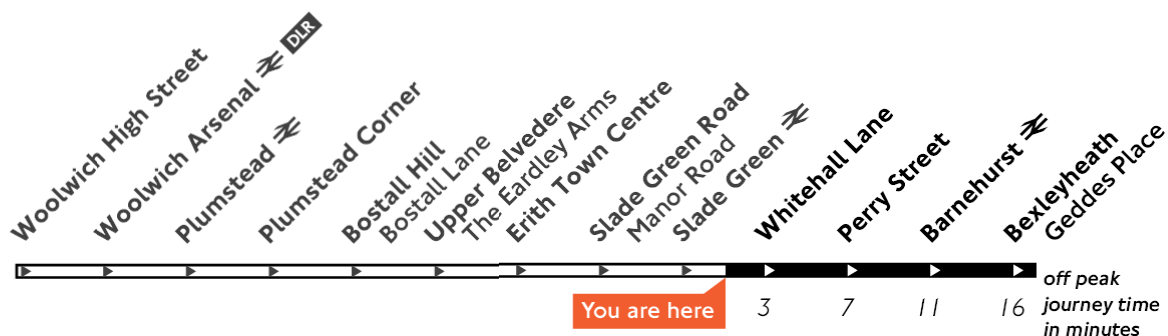 Woolwich High Street
Woolwich Arsenal DLR
Plumstead
Plumstead Corner
Bostall Hill
Bostall Lane
Upper Belvedere
The Eardley Arms
Erith Town Centre
Slade Green Road
Manor Road
Slade Green
Whitehall Lane
Perry Street
Barnehurst
Bexleyheath
Geddes Place
You are here
3 7 11 16
off peak
journey time
in minutes